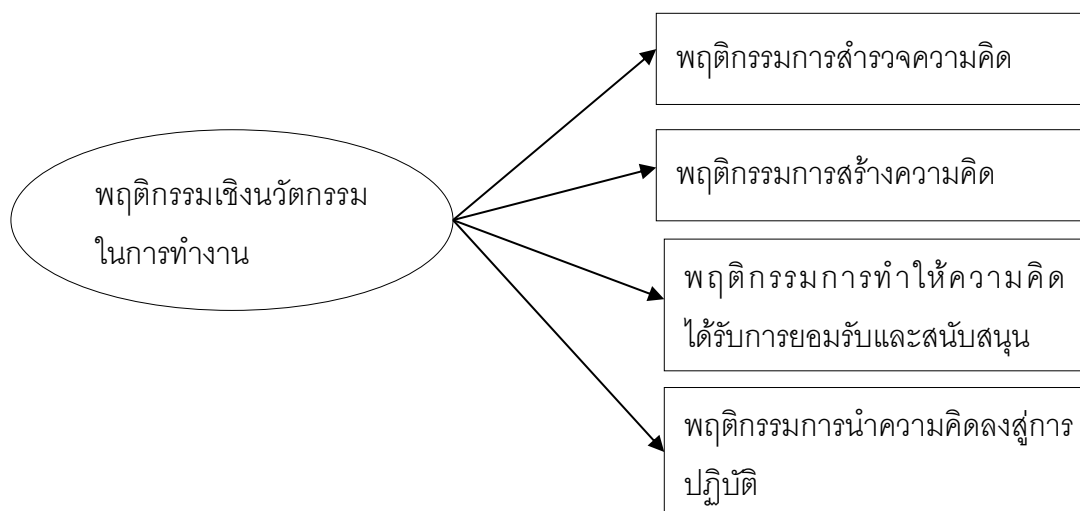 พฤติกรรมการสำรวจความคิด
พฤติกรรมการสร้างความคิด
พฤติกรรมเชิงนวัตกรรม
ในการทำงาน
พฤติกรรมการทำให้ความคิด
ได้รับการยอมรับและสนับสนุน
พฤติกรรมการนำความคิดลงสู่การ
ปฏิบัติ